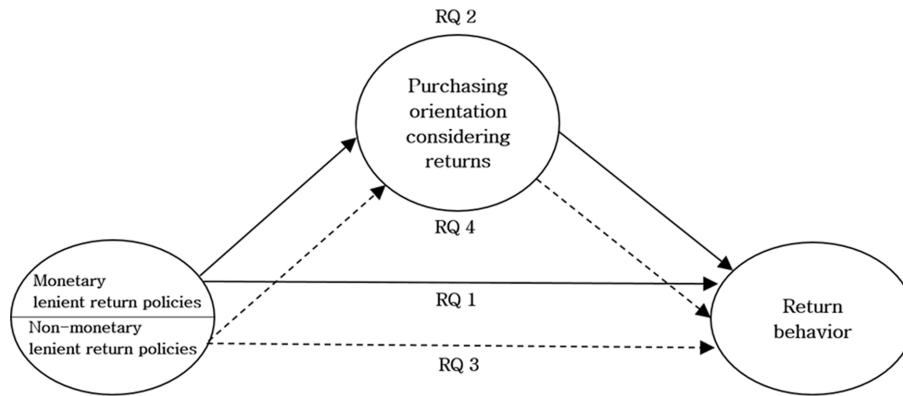 RQ 2
Purchasing
orientation
considering
returns
RQ 4
Monetary
lenient return policies
Non-monetary
lenient return policies
RQ 1
RQ 3
Return
behavior